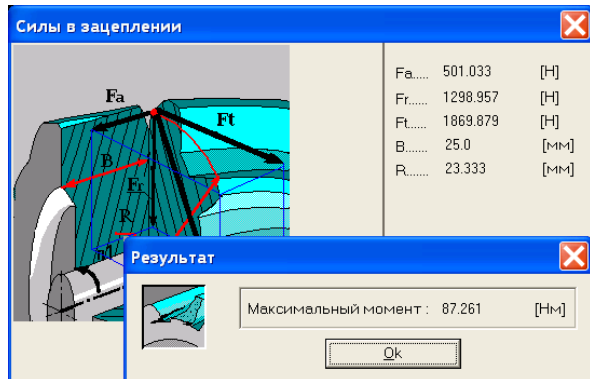 Силы в зацеплении
Fa..... 501.033 [Н]
Fr...... 1298.957 [Н]
Ft...... 1869.879 [Н]
B....... 25.0 [мм]
R....... 23.333 [мм]
Fa
Ft
B
Fr
R
n1
Результат
Максимальный момент : 87.261 [Нм]
Ok